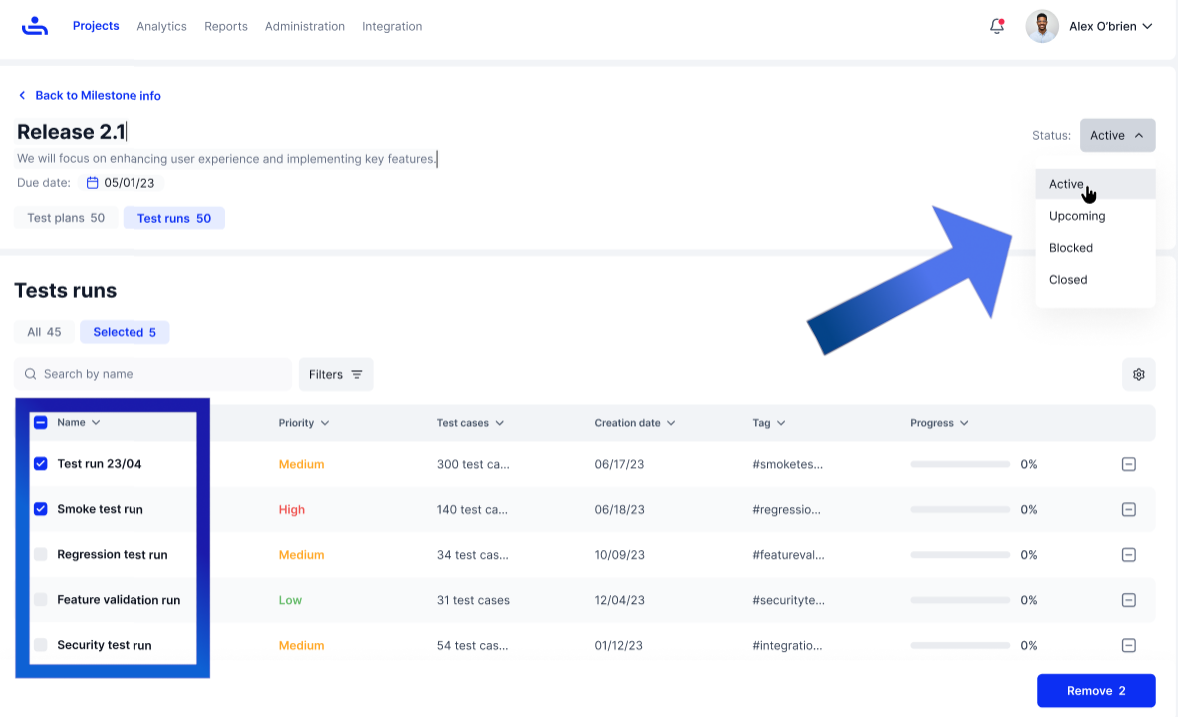 Projects Analytics Reports Administration Integration Alex O'brien
Back to Milestone info
Release 2.1
Status: Active
We will focus on enhancing user experience and implementing key features.
Due date: 05/01/23
Active
Upcoming
Blocked
Closed
Test plans 50 Test runs 50
Tests runs
All 45 Selected 5
Search by name Filters
Name Priority Test cases Creation date Tag Progress
Test run 23/04 Medium 300 test ca... 06/17/23 #smoketes... 0%
Smoke test run High 140 test ca... 06/18/23 #regressio... 0%
Regression test run Medium 34 test cas... 10/09/23 #featureval... 0%
Feature validation run Low 31 test cases 12/04/23 #securityte... 0%
Security test run Medium 54 test cas... 01/12/23 #integratio... 0%
Remove 2